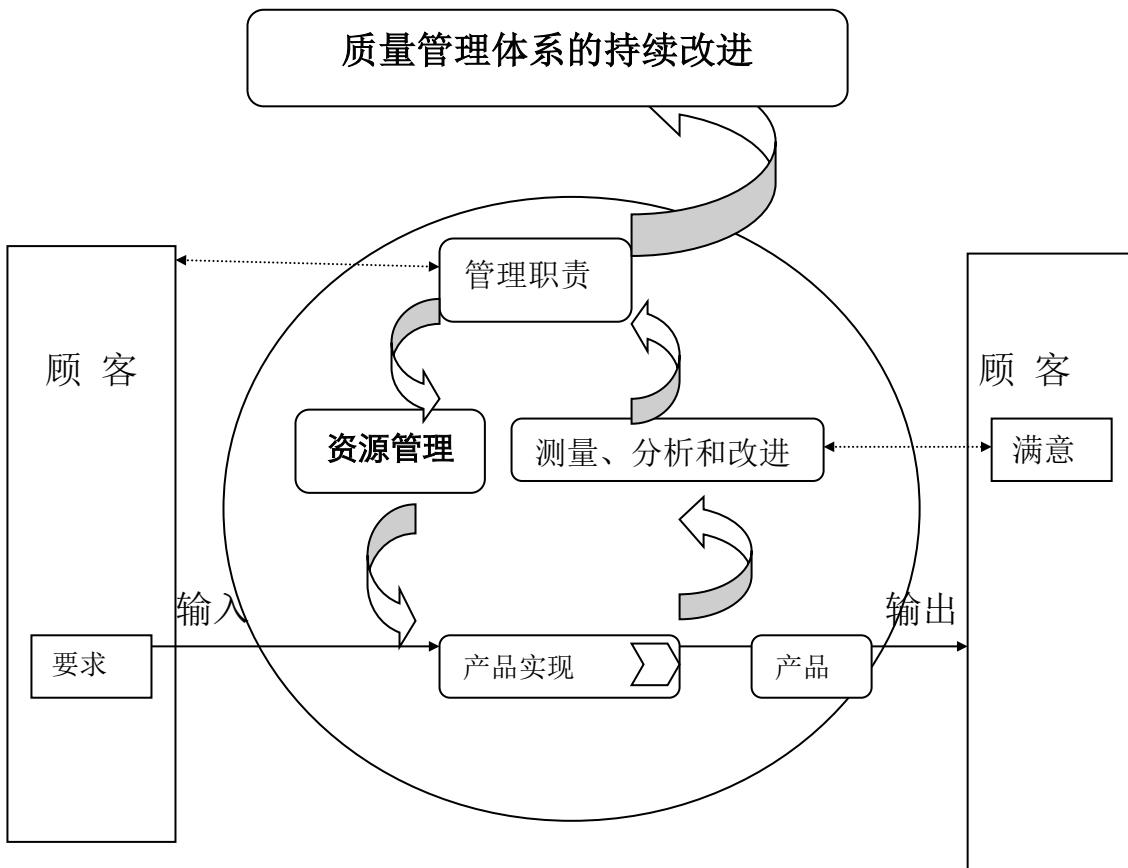 质量管理体系的持续改进
管理职责
顾 客
顾 客
资源管理
测量、分析和改进
满意
输入
输出
要求
产品实现
产品